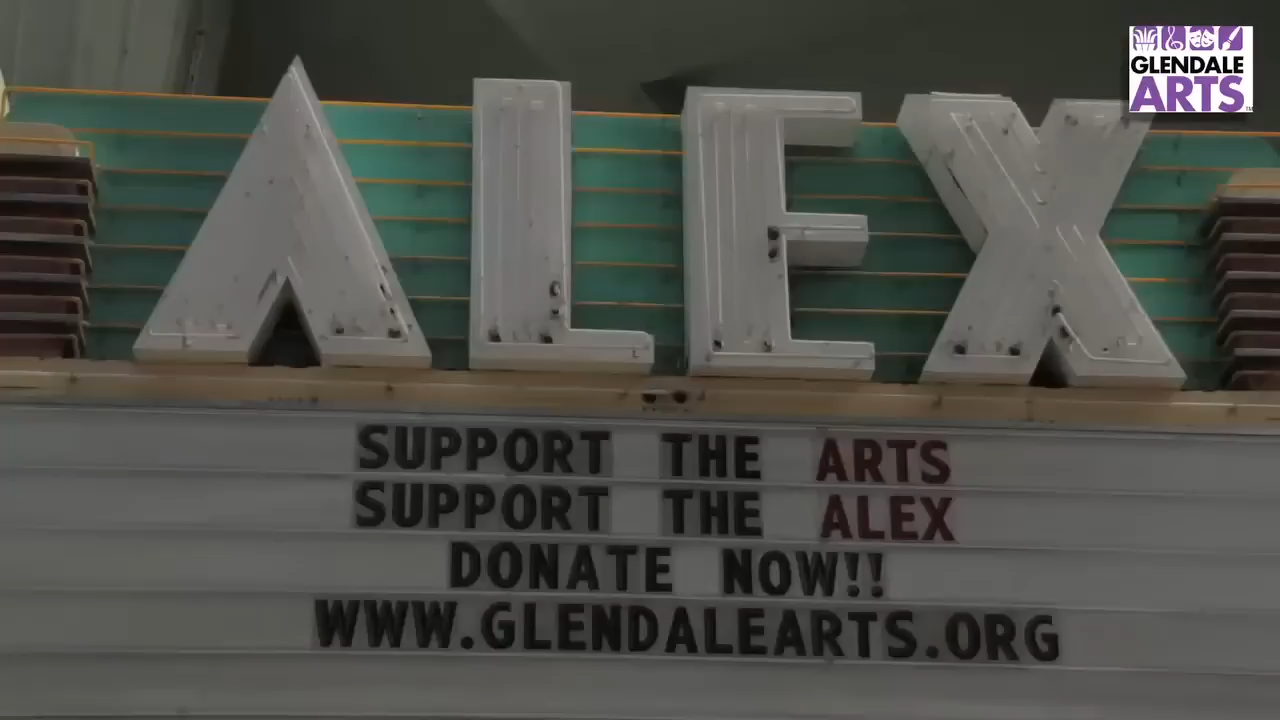 GLENDALE
ARTS
ALEX
SUPPORT THE ARTS
SUPPORT THE ALEX
DONATE NOW!!
WWW.GLENDALEARTS.ORG